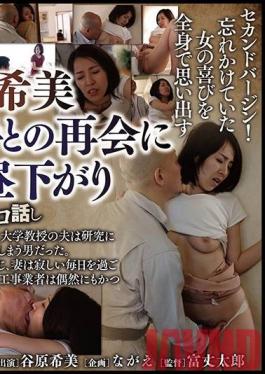 セカンドバージン！
忘れかけていた
女の喜びを
全身で思い出す
希美
との再会に
昼下がり
話し
大学教授の夫は研究に
しまう男だった。
妻は寂しい毎日を過ご
工事業者は偶然にもかつ
出演 谷原希美 [企画] ながえ [監督] 富丈太郎